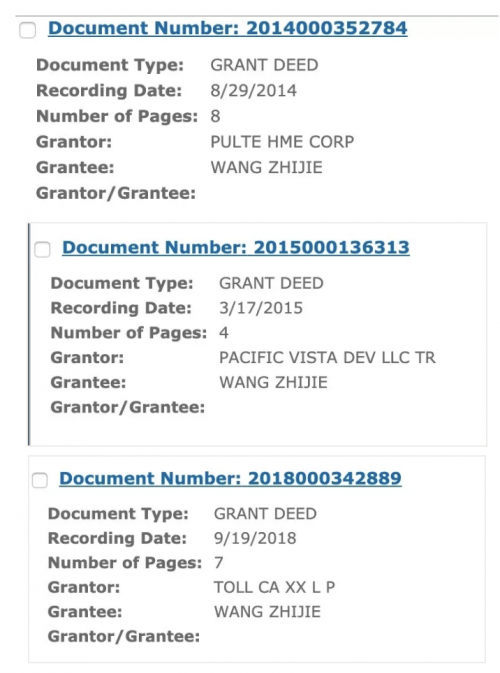 Document Number: 2014000352784
Document Type: GRANT DEED
Recording Date: 8/29/2014
Number of Pages: 8
Grantor: PULTE HME CORP
Grantee: WANG ZHIJIE
Grantor/Grantee:
Document Number: 2015000136313
Document Type: GRANT DEED
Recording Date: 3/17/2015
Number of Pages: 4
Grantor: PACIFIC VISTA DEV LLC TR
Grantee: WANG ZHIJIE
Grantor/Grantee:
Document Number: 2018000342889
Document Type: GRANT DEED
Recording Date: 9/19/2018
Number of Pages: 7
Grantor: TOLL CA XX L P
Grantee: WANG ZHIJIE
Grantor/Grantee: